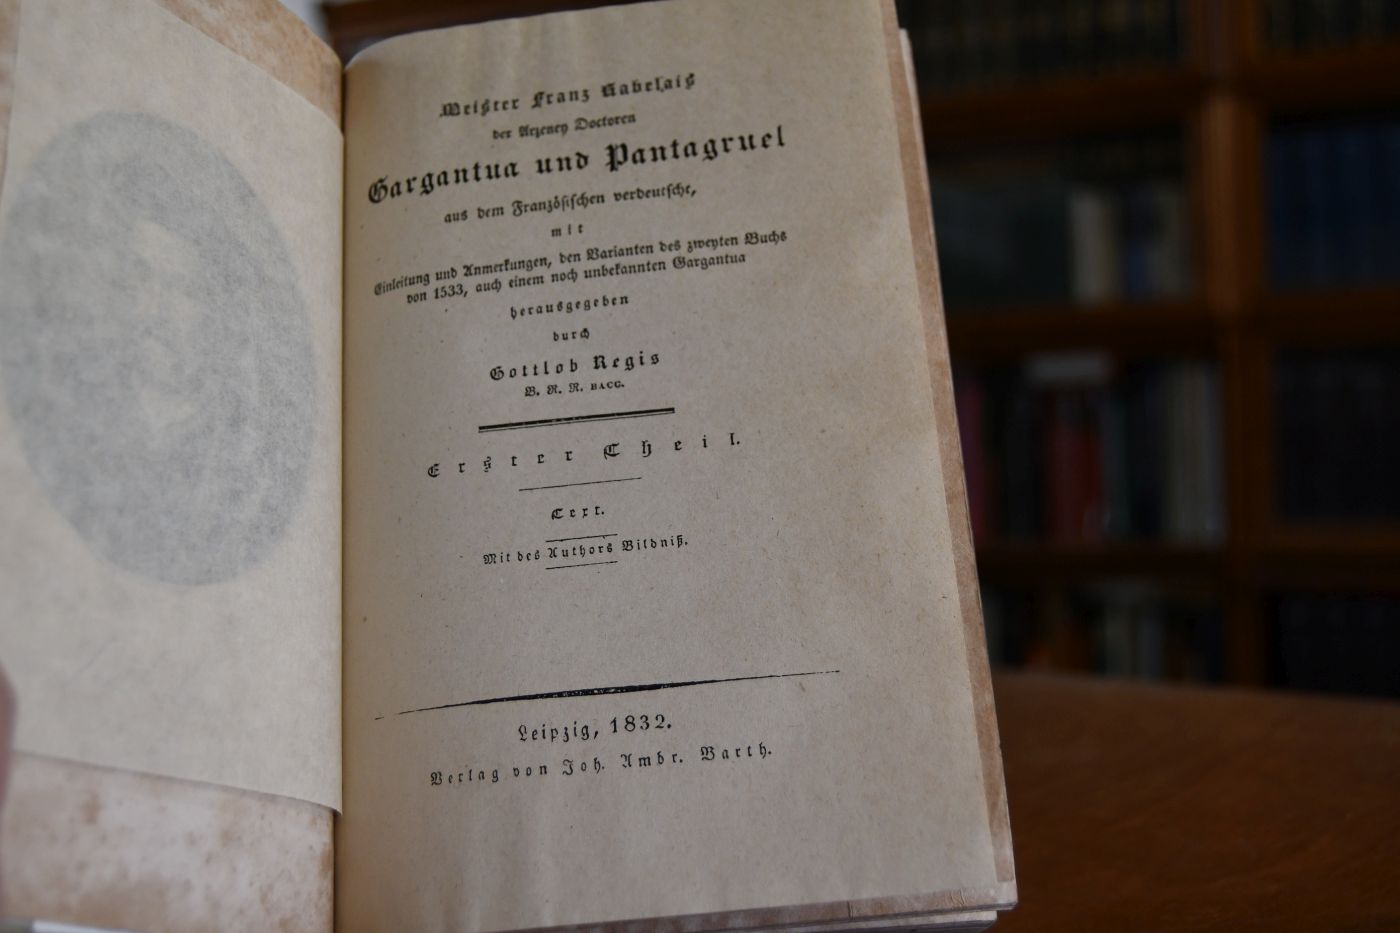 Meister Franz Rabelais
der Arzeney Doctoren
Gargantua und Pantagruel
aus dem Französischen verdeutscht,
mit
Einleitung und Anmerkungen, den Varianten des zweyten Buchs
von 1533, auch einem noch unbekannten Gargantua
herausgegeben
durch
Gottlob Regis
B. R. R. BACC.
Erster Theil.
Text.
Mit des Authors Bildniß.
Leipzig, 1832.
Verlag von Joh. Ambr. Barth.